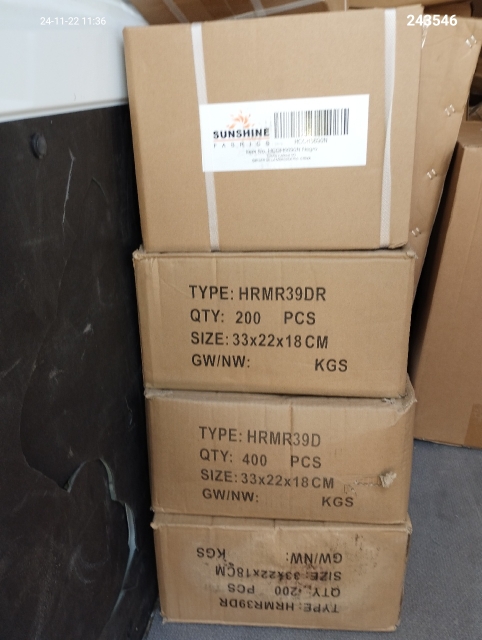 24-11-22 11:36
243546
SUNSHINE
FABRICS
TYPE: HRMR39DR
QTY: 200 PCS
SIZE: 33x22x18CM
GW/NW: KGS
TYPE: HRMR39D
QTY: 400 PCS
SIZE: 33x22x18CM
GW/NW: KGS
TYPE: HRMR39DR
QTY: 200 PCS
SIZE: 33x22x18CM
GW/NW: KGS